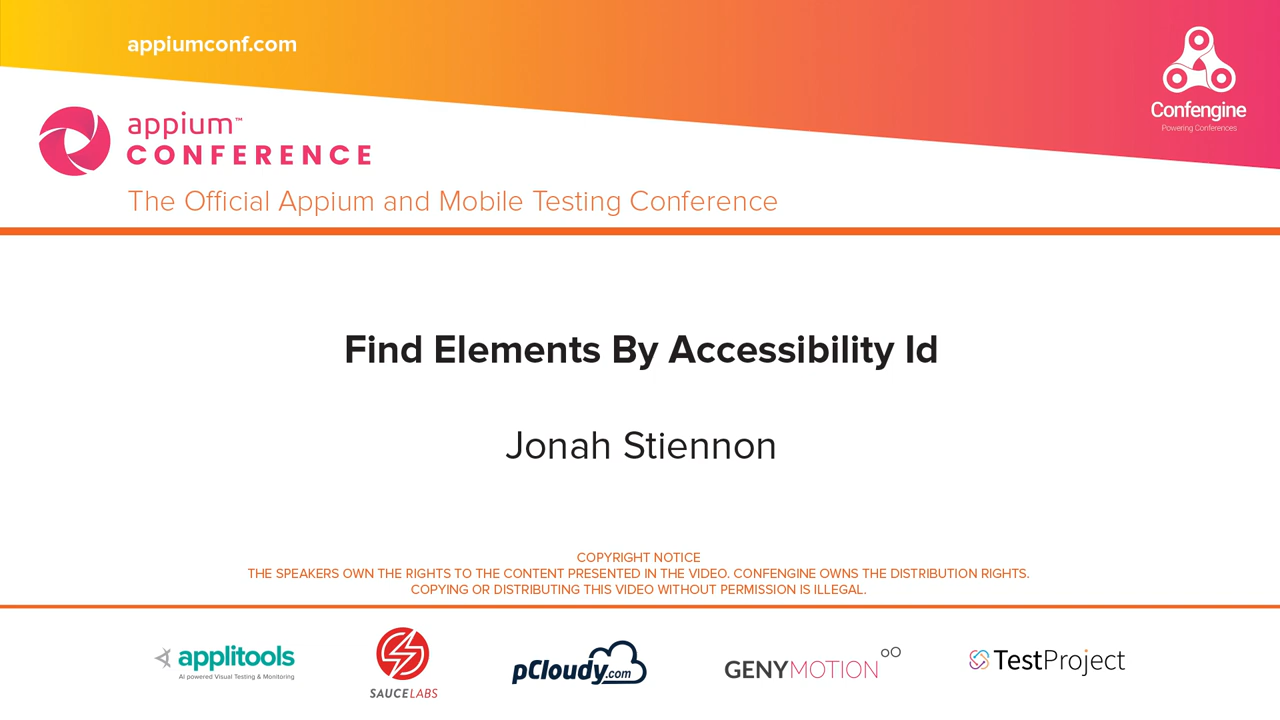 appiumconf.com
Confengine
Powering Conferences
appium™
CONFERENCE
The Official Appium and Mobile Testing Conference
Find Elements By Accessibility Id
Jonah Stiennon
COPYRIGHT NOTICE
THE SPEAKERS OWN THE RIGHTS TO THE CONTENT PRESENTED IN THE VIDEO. CONFENGINE OWNS THE DISTRIBUTION RIGHTS.
COPYING OR DISTRIBUTING THIS VIDEO WITHOUT PERMISSION IS ILLEGAL.
applitools
AI powered Visual Testing & Monitoring
SAUCELABS
pCloudy.com
GENYMOTION
TestProject